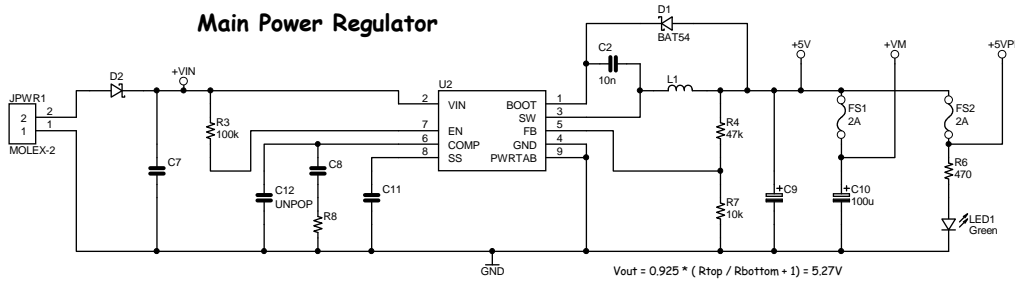 Main Power Regulator
D1
BAT54
+5V
+VM
+5VP
C2
10n
D2
+VIN
U2
L1
JPWR1
2
1
2
1
MOLEX-2
2
VIN
BOOT
1
SW
3
7
EN
FB
5
6
COMP
GND
4
8
SS
PWRTAB
9
R3
100k
R4
47k
FS1
2A
FS2
2A
C7
C8
C12
UNPOP
C11
R8
R7
10k
+
C9
+
C10
100u
R6
470
LED1
Green
GND
Vout = 0.925 * ( Rtop / Rbottom + 1) = 5.27V